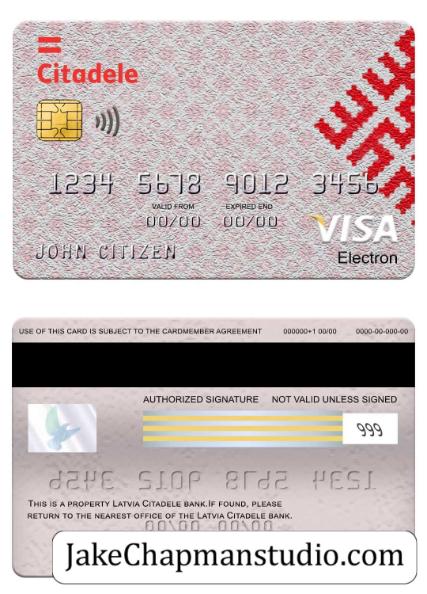 Citadele
1234 5678 9012 3456
VALID FROM EXPIRED END
00/00 00/00
JOHN CITIZEN
VISA
Electron
USE OF THIS CARD IS SUBJECT TO THE CARDMEMBER AGREEMENT 000000+1 00/00 0000-00-000-00
AUTHORIZED SIGNATURE NOT VALID UNLESS SIGNED
999
THIS IS A PROPERTY LATVIA CITADELE BANK.IF FOUND, PLEASE
RETURN TO THE NEAREST OFFICE OF THE LATVIA CITADELE BANK.
JakeChapmanstudio.com